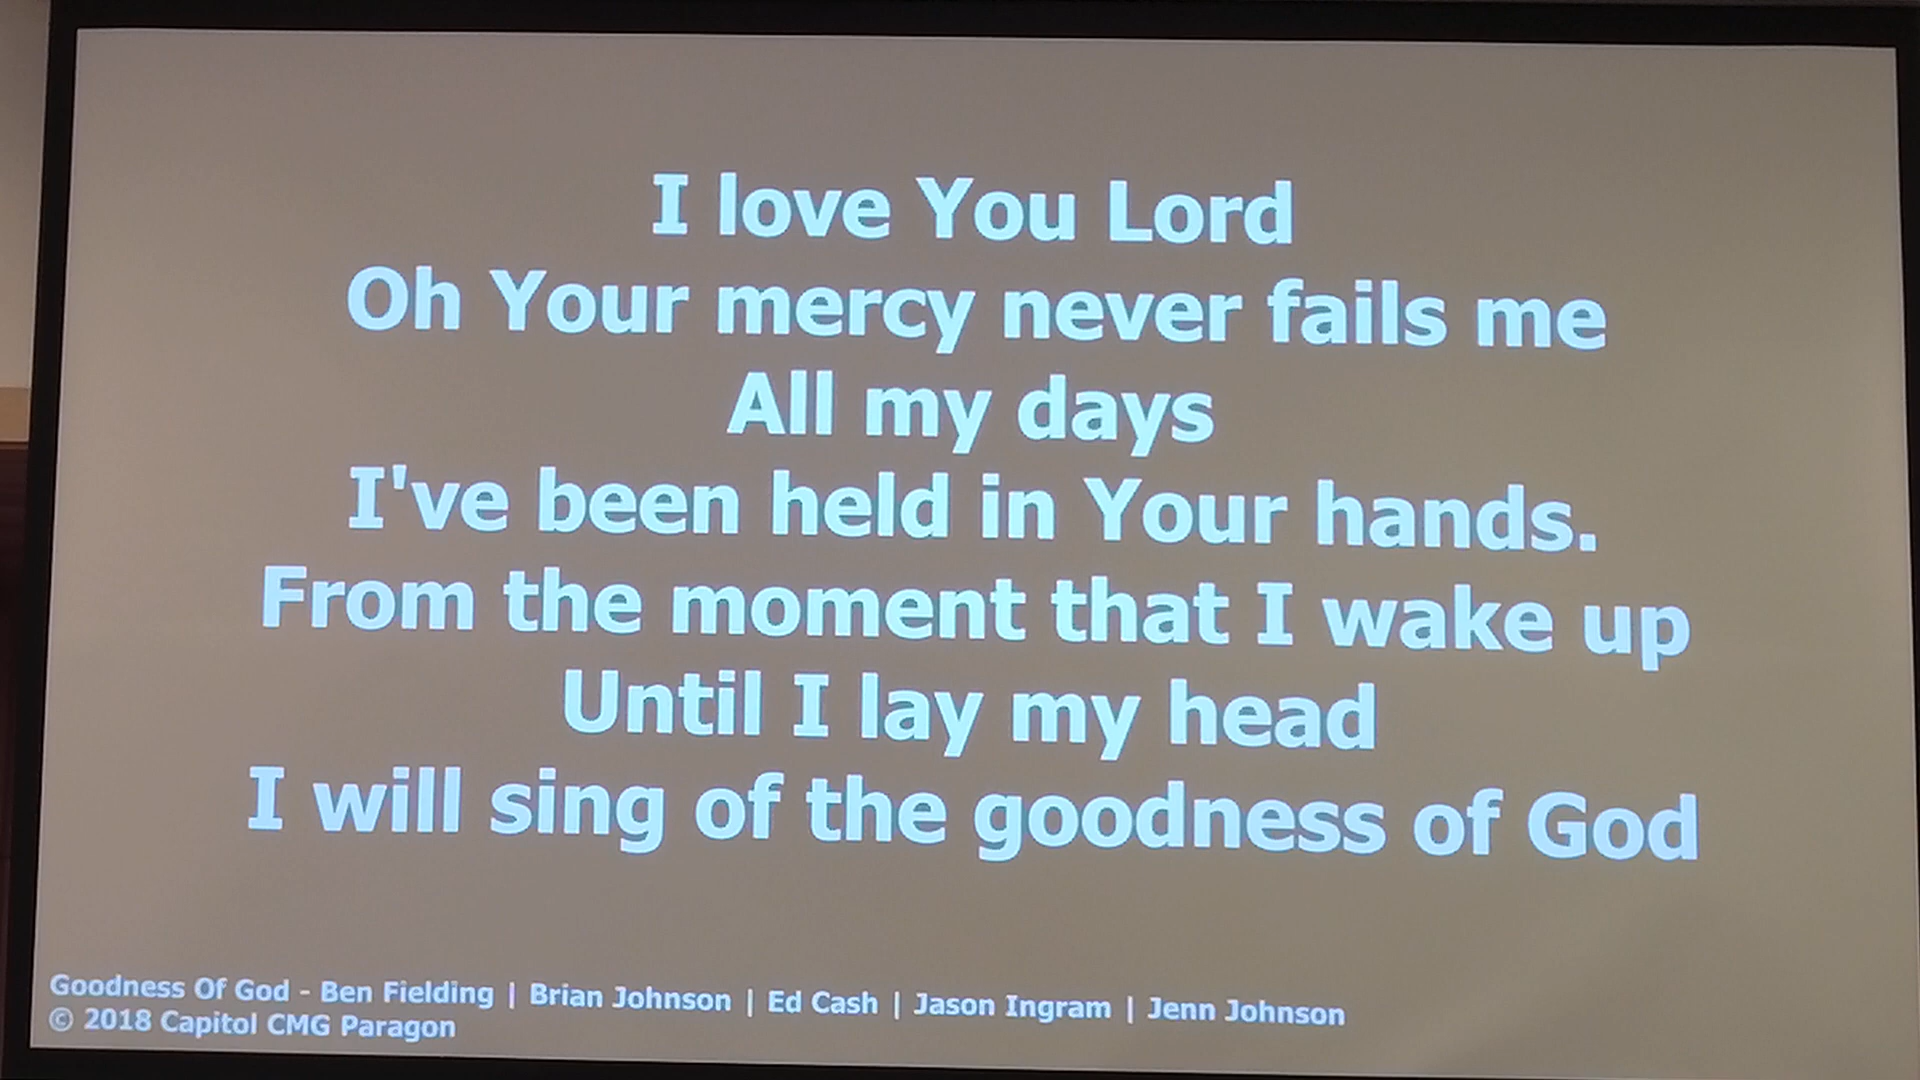 I love You Lord
Oh Your mercy never fails me
All my days
I've been held in Your hands.
From the moment that I wake up
Until I lay my head
I will sing of the goodness of God
Goodness Of God - Ben Fielding | Brian Johnson | Ed Cash | Jason Ingram | Jenn Johnson
© 2018 Capitol CMG Paragon